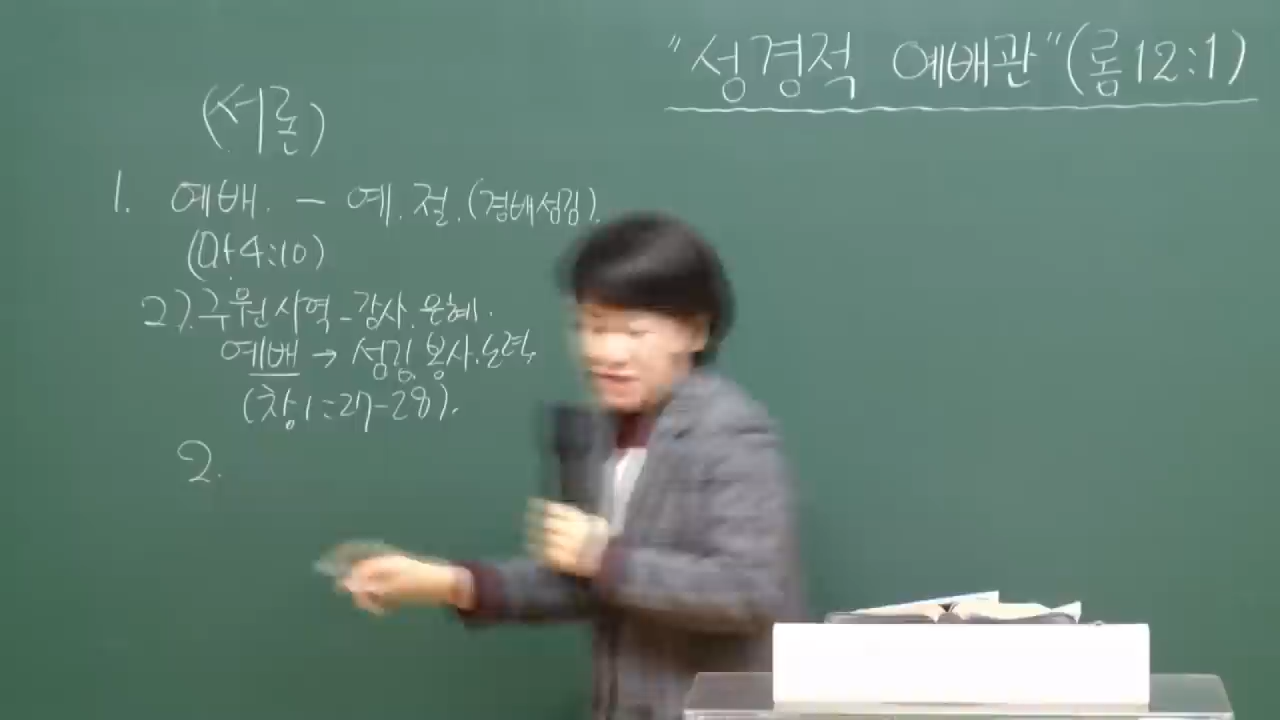 "성경적 예배관"(롬12:1)
(서론)
1. 예배. - 예.절.(경배섬김).
(마4:10)
2).구원사역-감사.은혜.
예배 → 섬김.봉사.노력.
(창1:27-28).
2.